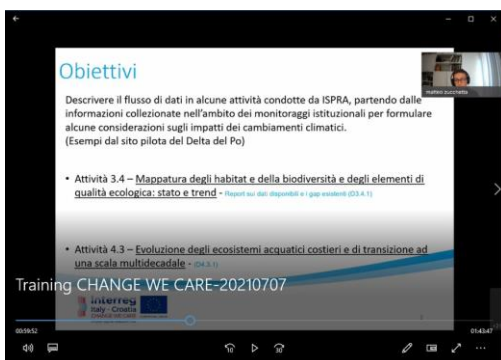 Obiettivi
matteo zucchetta
Descrivere il flusso di dati in alcune attività condotte da ISPRA, partendo dalle
informazioni collezionate nell'ambito dei monitoraggi istituzionali per formulare
alcune considerazioni sugli impatti dei cambiamenti climatici.
(Esempi dal sito pilota del Delta del Po)
• Attività 3.4 – Mappatura degli habitat e della biodiversità e degli elementi di
qualità ecologica: stato e trend - Report sui dati disponibili e i gap esistenti (D3.4.1)
• Attività 4.3 – Evoluzione degli ecosistemi acquatici costieri e di transizione ad
una scala multidecadale - (D4.3.1)
Training CHANGE WE CARE-20210707
Interreg
Italy - Croatia
CHANGE WE CARE
00:59:52
01:43:47
10
30